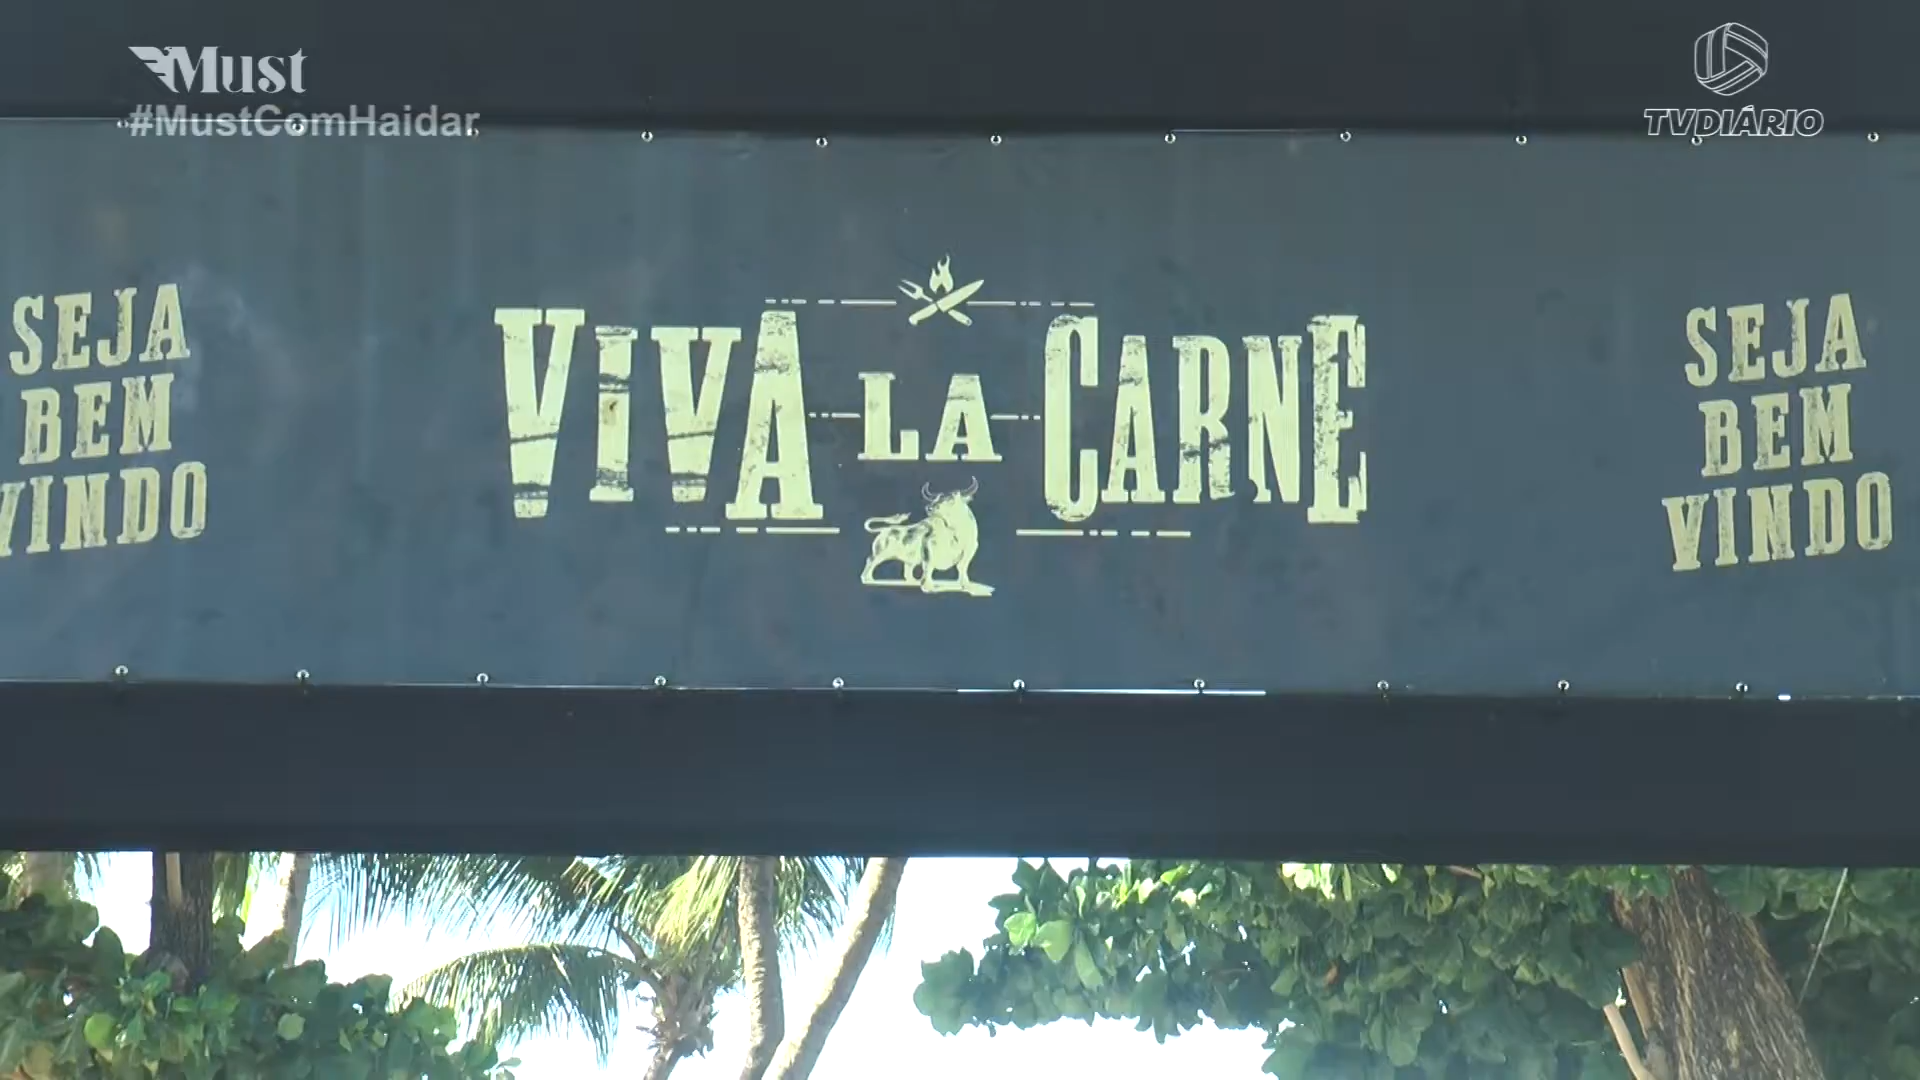 Must
#MustComHaidar
TVDIÁRIO
SEJA
BEM
VINDO
VIVA LA CARNE
SEJA
BEM
VINDO